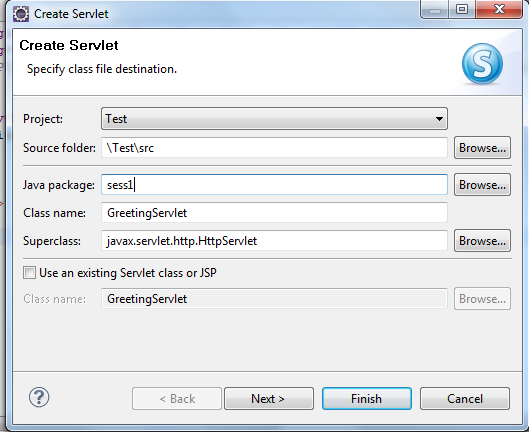 Create Servlet
Create Servlet
Specify class file destination.
S
Project: Test
Source folder: \Test\src Browse...
Java package: sess1 Browse...
Class name: GreetingServlet
Superclass: javax.servlet.http.HttpServlet Browse...
Use an existing Servlet class or JSP
Class name: GreetingServlet Browse...
? < Back Next > Finish Cancel